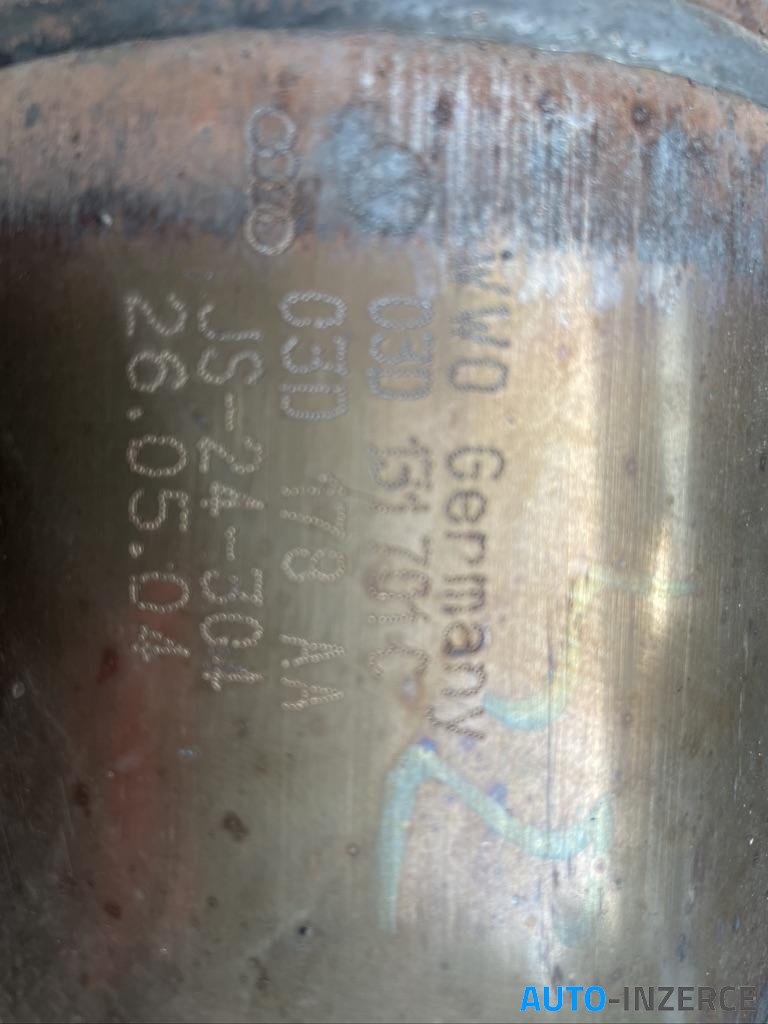 VWO Germany
03D 131 701 C
03D 178 AA
JS-24-304
26.05.04
AUTO-INZERCE